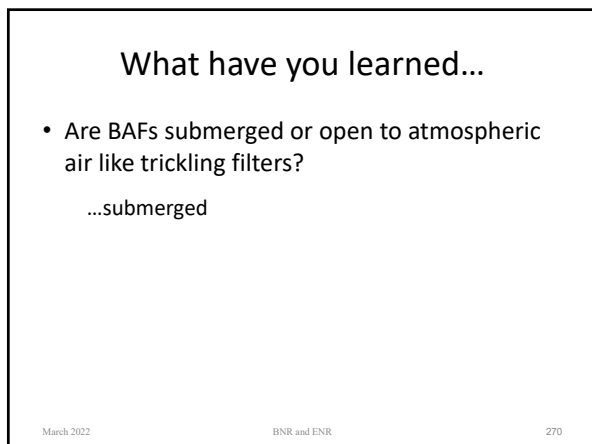 What have you learned...
• Are BAFs submerged or open to atmospheric
air like trickling filters?
...submerged
March 2022
BNR and ENR
270